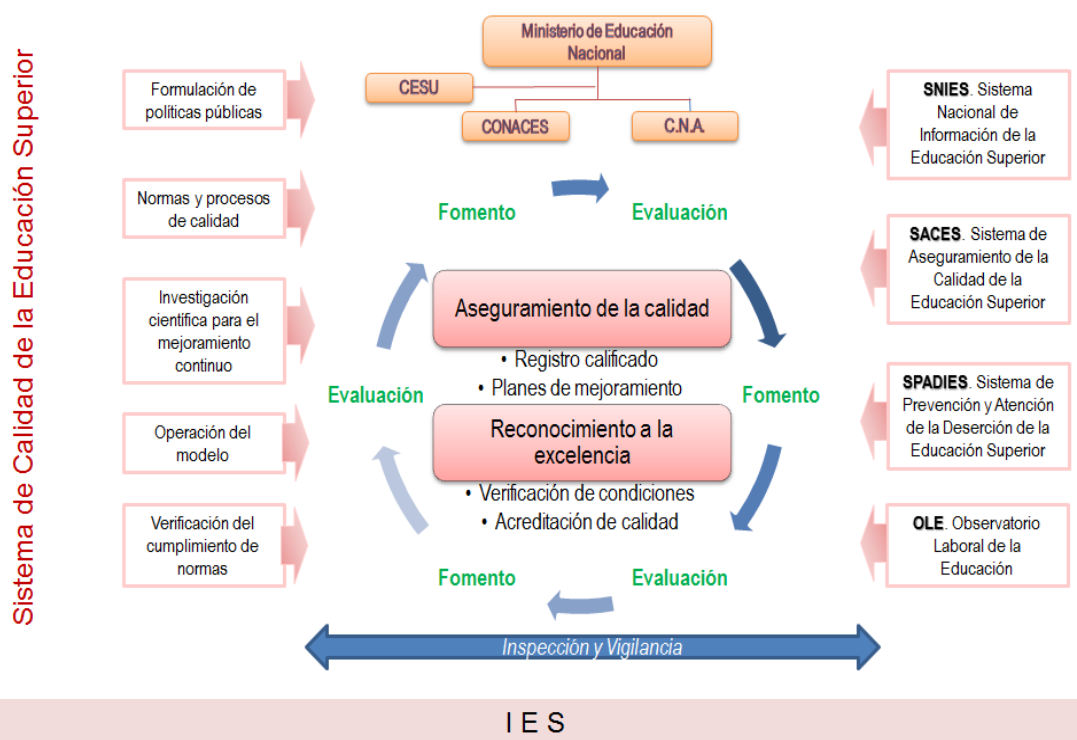 Sistema de Calidad de la Educación Superior
Ministerio de Educación
Nacional
CESU
CONACES
C.N.A.
Formulación de
políticas públicas
Normas y procesos
de calidad
Investigación
científica para el
mejoramiento
continuo
Operación del
modelo
Verificación del
cumplimiento de
normas
Fomento
Evaluación
Aseguramiento de la calidad
• Registro calificado
• Planes de mejoramiento
Evaluación
Fomento
Reconocimiento a la
excelencia
• Verificación de condiciones
• Acreditación de calidad
Fomento
Evaluación
SNIES. Sistema
Nacional de
Información de la
Educación Superior
SACES. Sistema de
Aseguramiento de la
Calidad de la
Educación Superior
SPADIES. Sistema de
Prevención y Atención
de la Deserción de la
Educación Superior
OLE. Observatorio
Laboral de la
Educación
Inspección y Vigilancia
I E S